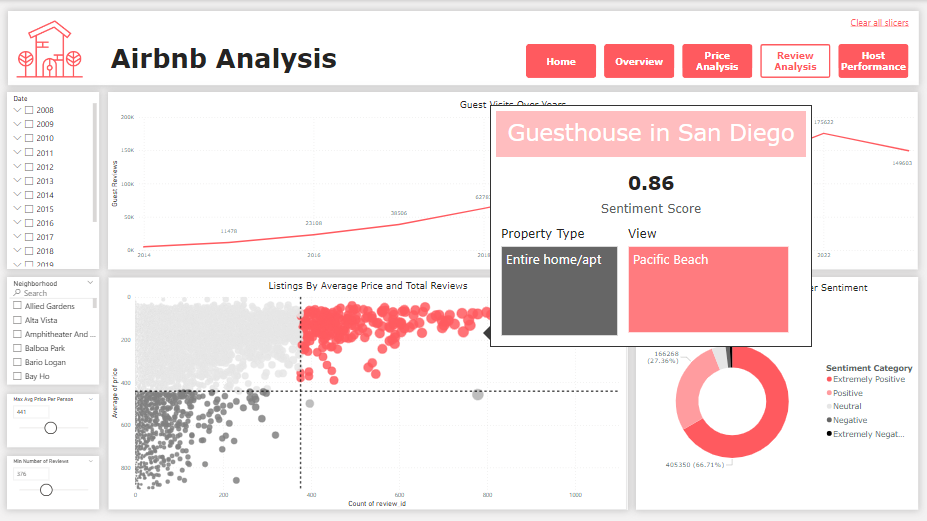 Clear all slicers
Airbnb Analysis
Home
Overview
Price
Analysis
Review
Analysis
Host
Performance
Date
2008
2009
2010
2011
2012
2013
2014
2015
2016
2017
2018
2019
Guest Visits Over Years
Guest Reviews
200K
150K
100K
50K
0K
11478
23108
38506
175622
149603
2014
2016
2018
2022
Guesthouse in San Diego
0.86
Sentiment Score
Property Type
View
Entire home/apt
Pacific Beach
Neighborhood
Search
Allied Gardens
Alta Vista
Amphitheater And ...
Balboa Park
Bario Logan
Bay Ho
Max Avg Price Per Person
441
Min Number of Reviews
376
Listings By Average Price and Total Reviews
Average of price
0
200
400
600
800
0
200
400
600
800
1000
Count of review_id
Sentiment
166268
(27.36%)
405350 (66.71%)
Sentiment Category
Extremely Positive
Positive
Neutral
Negative
Extremely Negat...